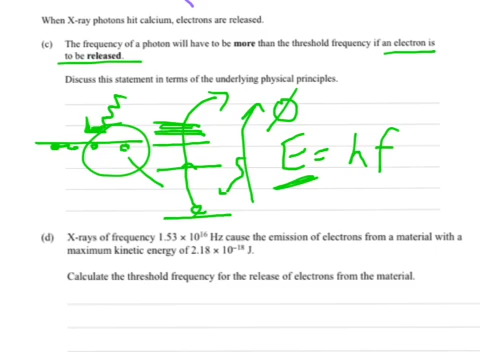 When X-ray photons hit calcium, electrons are released.
(c) The frequency of a photon will have to be more than the threshold frequency if an electron is
to be released.
Discuss this statement in terms of the underlying physical principles.
ϕ
E = hf
(d) X-rays of frequency 1.53 × 10¹⁶ Hz cause the emission of electrons from a material with a
maximum kinetic energy of 2.18 × 10⁻¹⁸ J.
Calculate the threshold frequency for the release of electrons from the material.